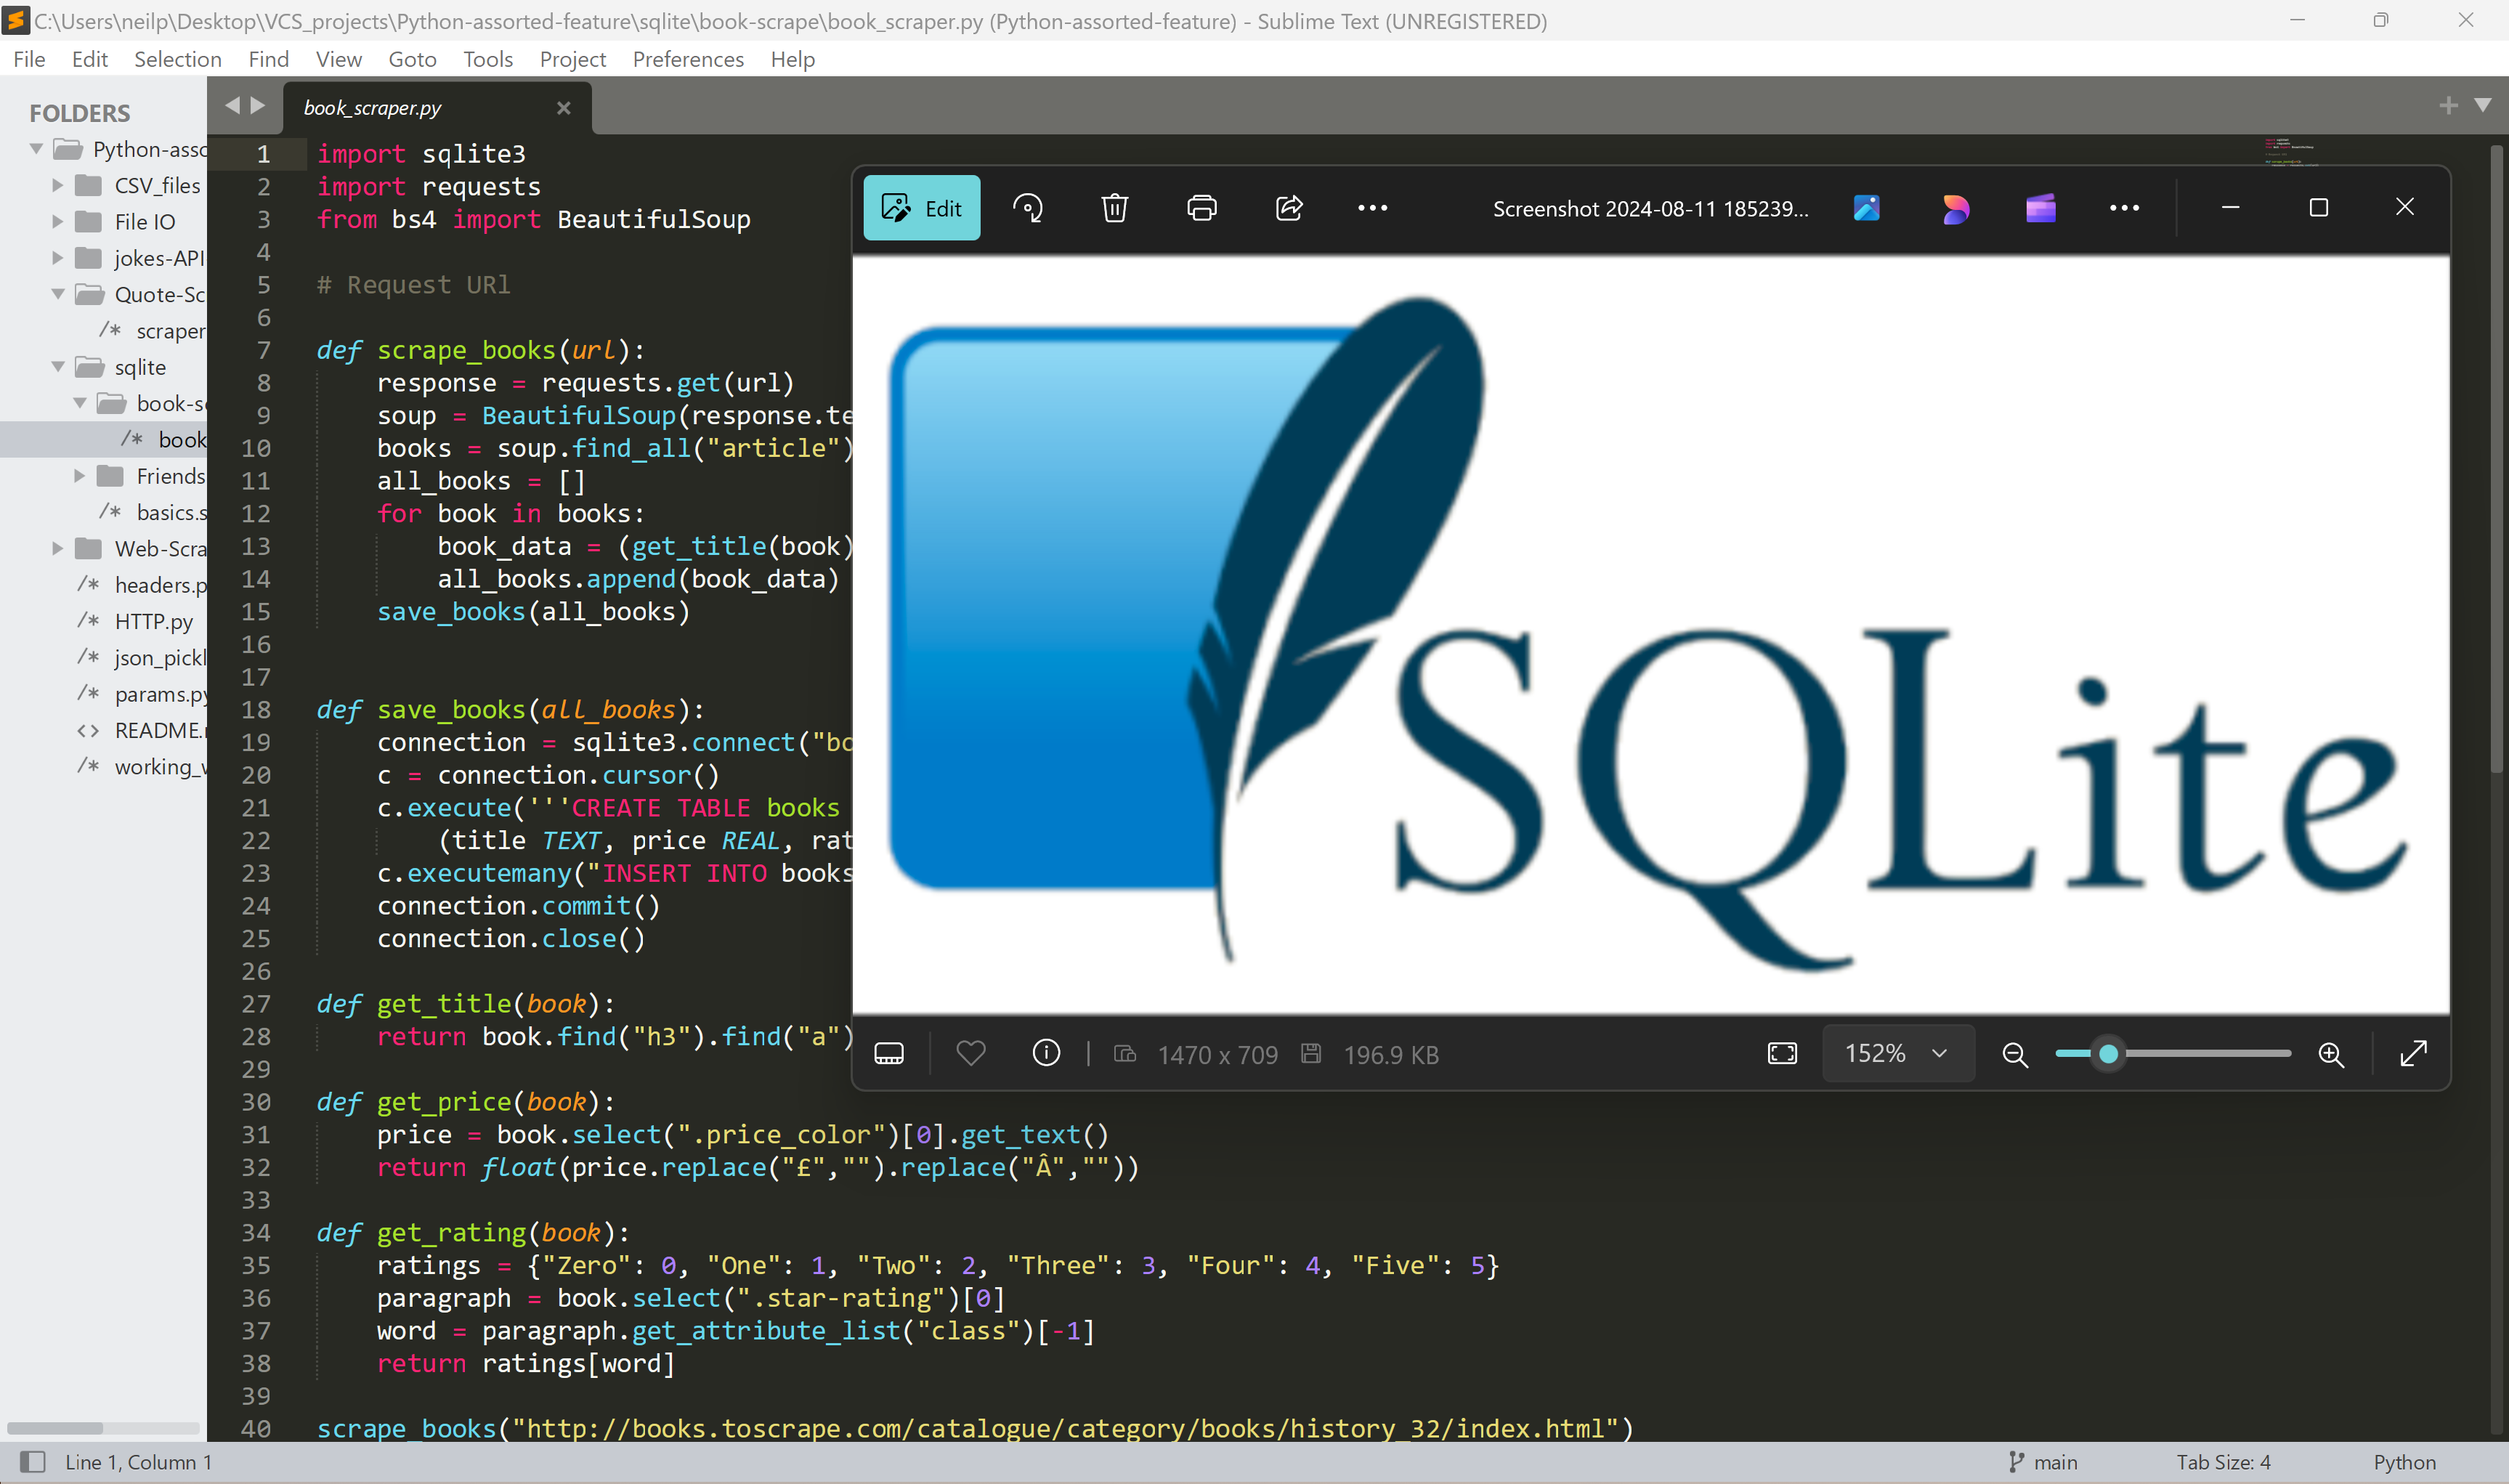 C:\Users\neilp\Desktop\VCS_projects\Python-assorted-feature\sqlite\book-scrape\book_scraper.py (Python-assorted-feature) - Sublime Text (UNREGISTERED)
File Edit Selection Find View Goto Tools Project Preferences Help
FOLDERS
Python-asso
CSV_files
File IO
jokes-API
Quote-Sc
/* scraper
sqlite
book-s
/* book
Friends
/* basics.s
Web-Scra
/* headers.p
/* HTTP.py
/* json_pickl
/* params.py
<> README.
/* working_
book_scraper.py
1 import sqlite3
2 import requests
3 from bs4 import BeautifulSoup
4
5 # Request URl
6
7 def scrape_books(url):
8 response = requests.get(url)
9 soup = BeautifulSoup(response.te
10 books = soup.find_all("article")
11 all_books = []
12 for book in books:
13 book_data = (get_title(book)
14 all_books.append(book_data)
15 save_books(all_books)
16
17
18 def save_books(all_books):
19 connection = sqlite3.connect("bo
20 c = connection.cursor()
21 c.execute('''CREATE TABLE books
22 (title TEXT, price REAL, rat
23 c.executemany("INSERT INTO books
24 connection.commit()
25 connection.close()
26
27 def get_title(book):
28 return book.find("h3").find("a")
29
30 def get_price(book):
31 price = book.select(".price_color")[0].get_text()
32 return float(price.replace("£","").replace("Â",""))
33
34 def get_rating(book):
35 ratings = {"Zero": 0, "One": 1, "Two": 2, "Three": 3, "Four": 4, "Five": 5}
36 paragraph = book.select(".star-rating")[0]
37 word = paragraph.get_attribute_list("class")[-1]
38 return ratings[word]
39
40 scrape_books("http://books.toscrape.com/catalogue/category/books/history_32/index.html")
Edit
Screenshot 2024-08-11 185239...
SQLite
1470 x 709 196.9 KB
152%
Line 1, Column 1
main
Tab Size: 4
Python